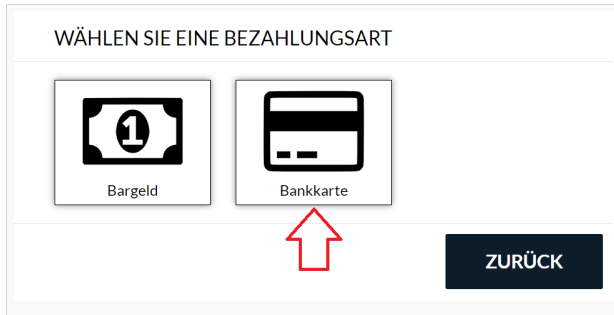 WÄHLEN SIE EINE BEZAHLUNGSART
1
Bargeld
Bankkarte
ZURÜCK